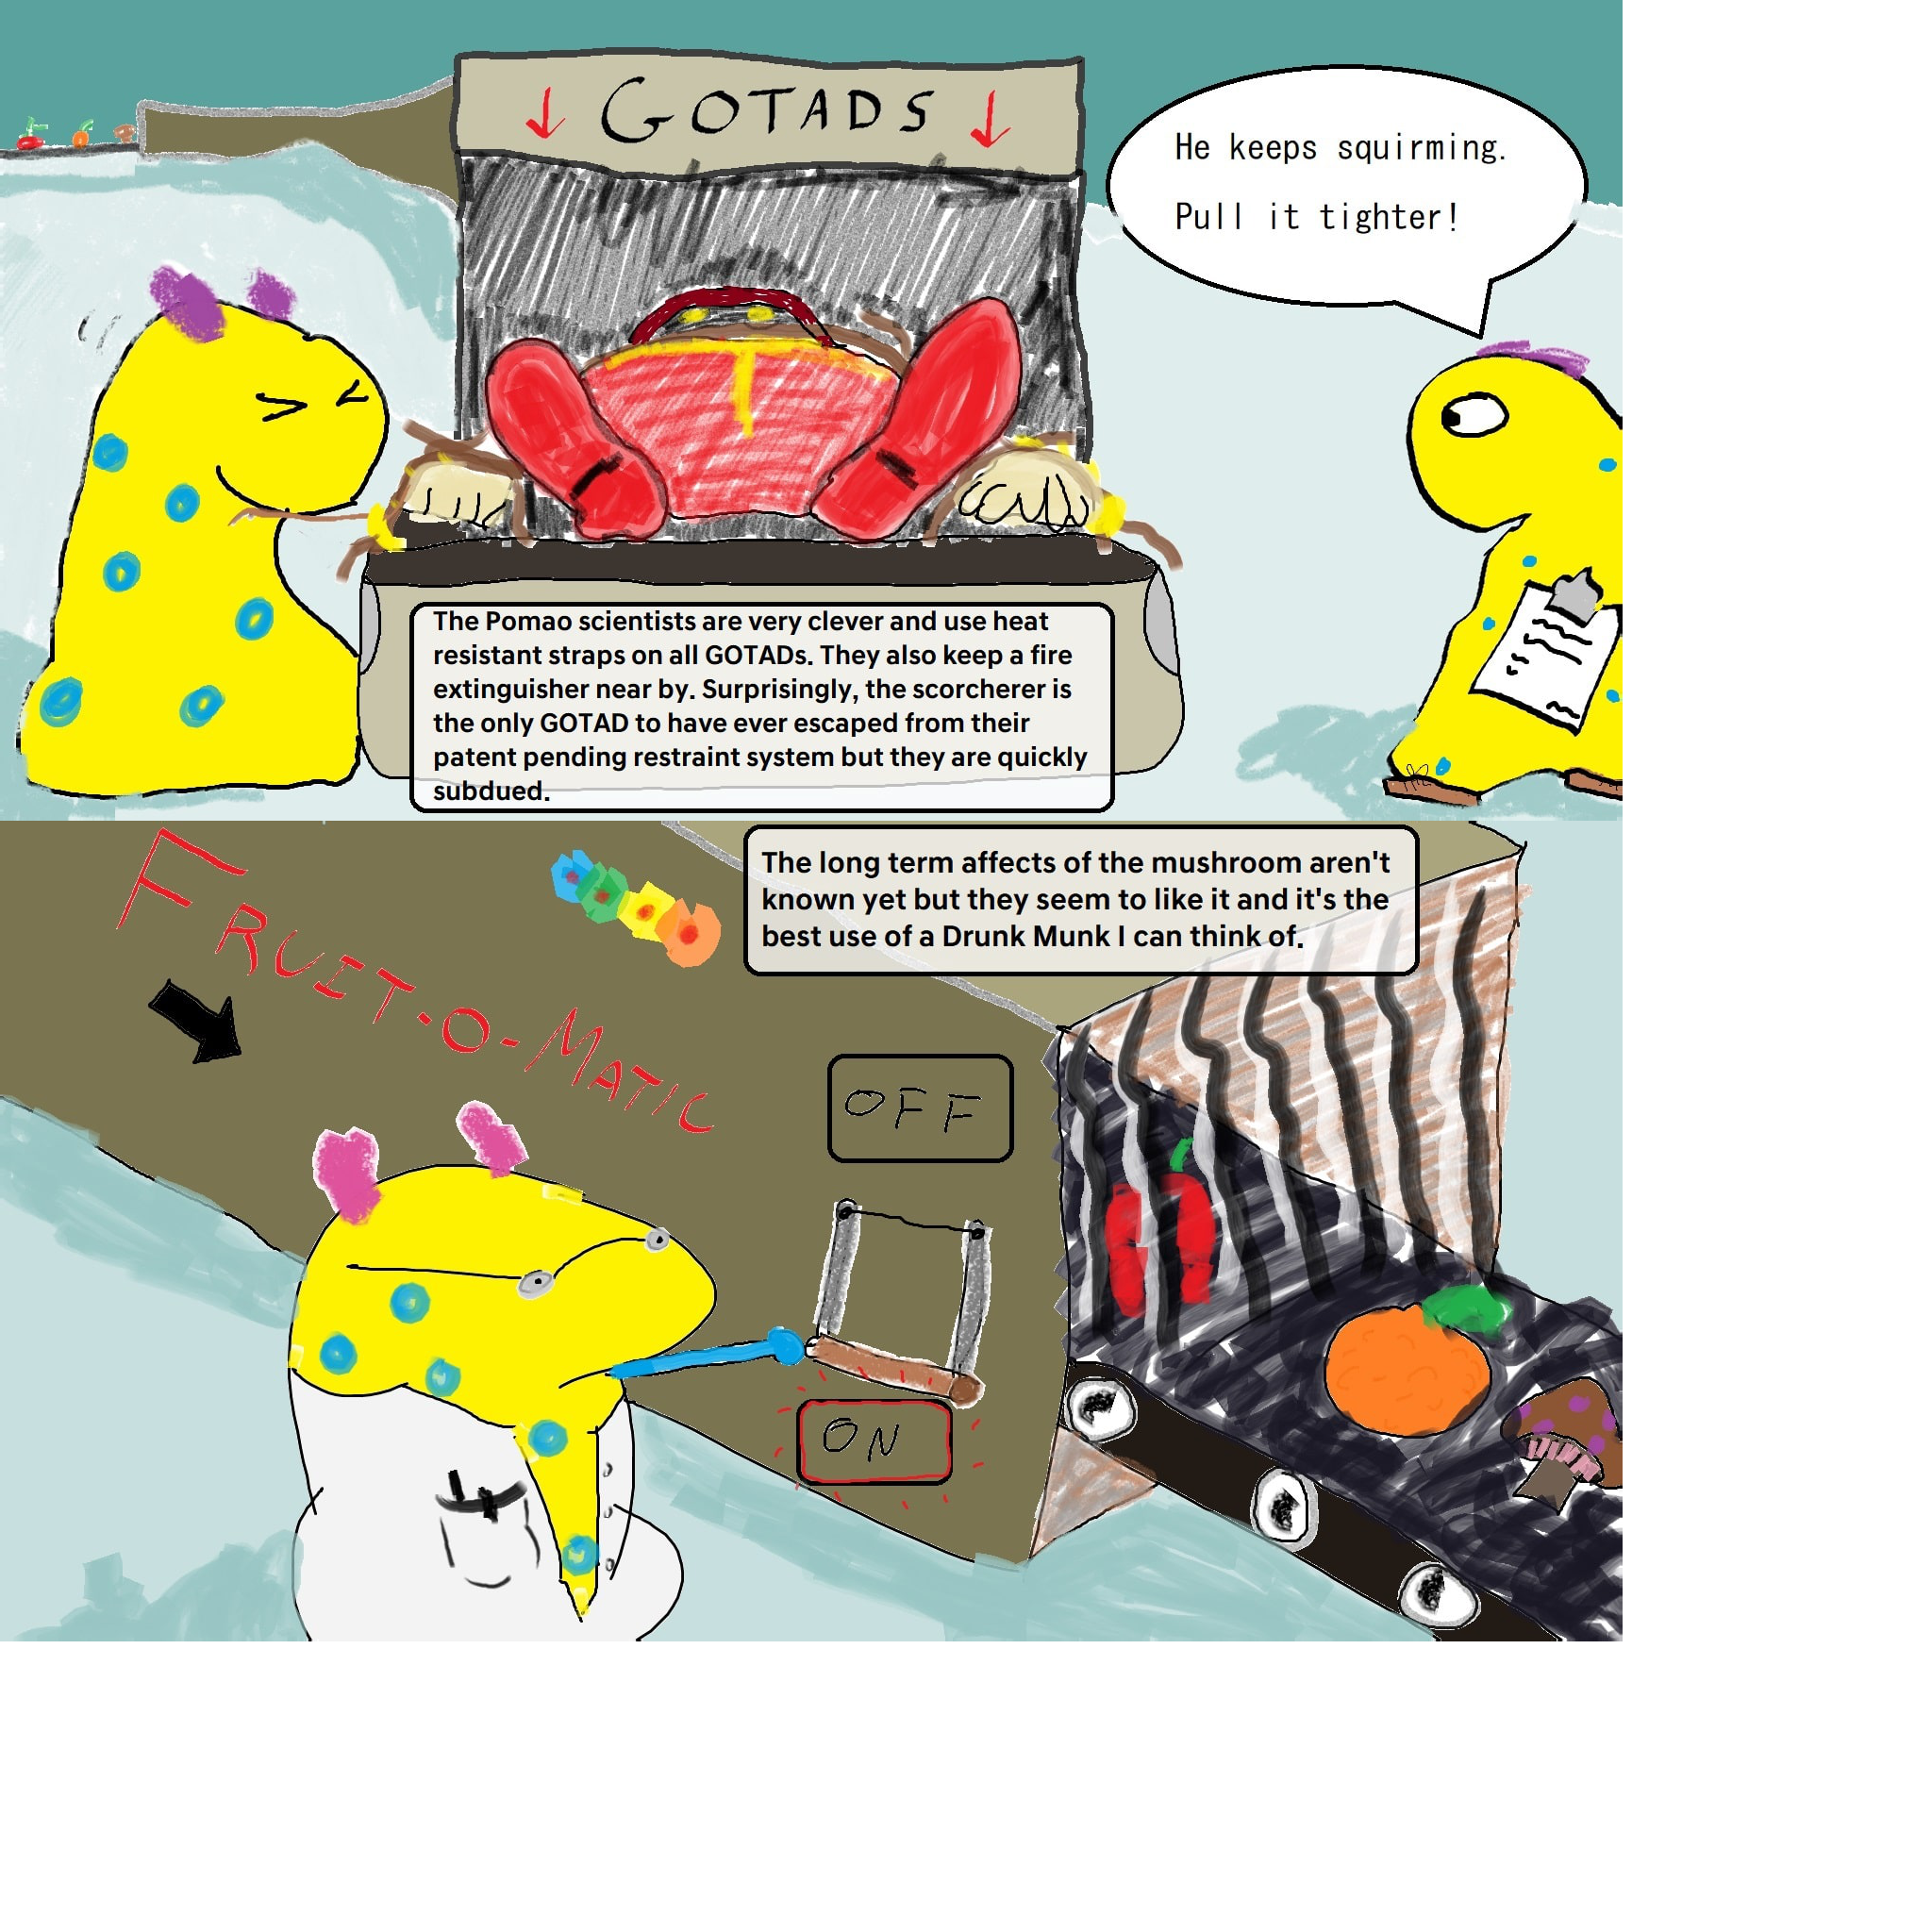 GOTADS
He keeps squirming.
Pull it tighter!
The Pomao scientists are very clever and use heat
resistant straps on all GOTADs. They also keep a fire
extinguisher near by. Surprisingly, the scorcherer is
the only GOTAD to have ever escaped from their
patent pending restraint system but they are quickly
subdued.
The long term affects of the mushroom aren't
known yet but they seem to like it and it's the
best use of a Drunk Munk I can think of.
FRUIT-O-MATIC
OFF
ON